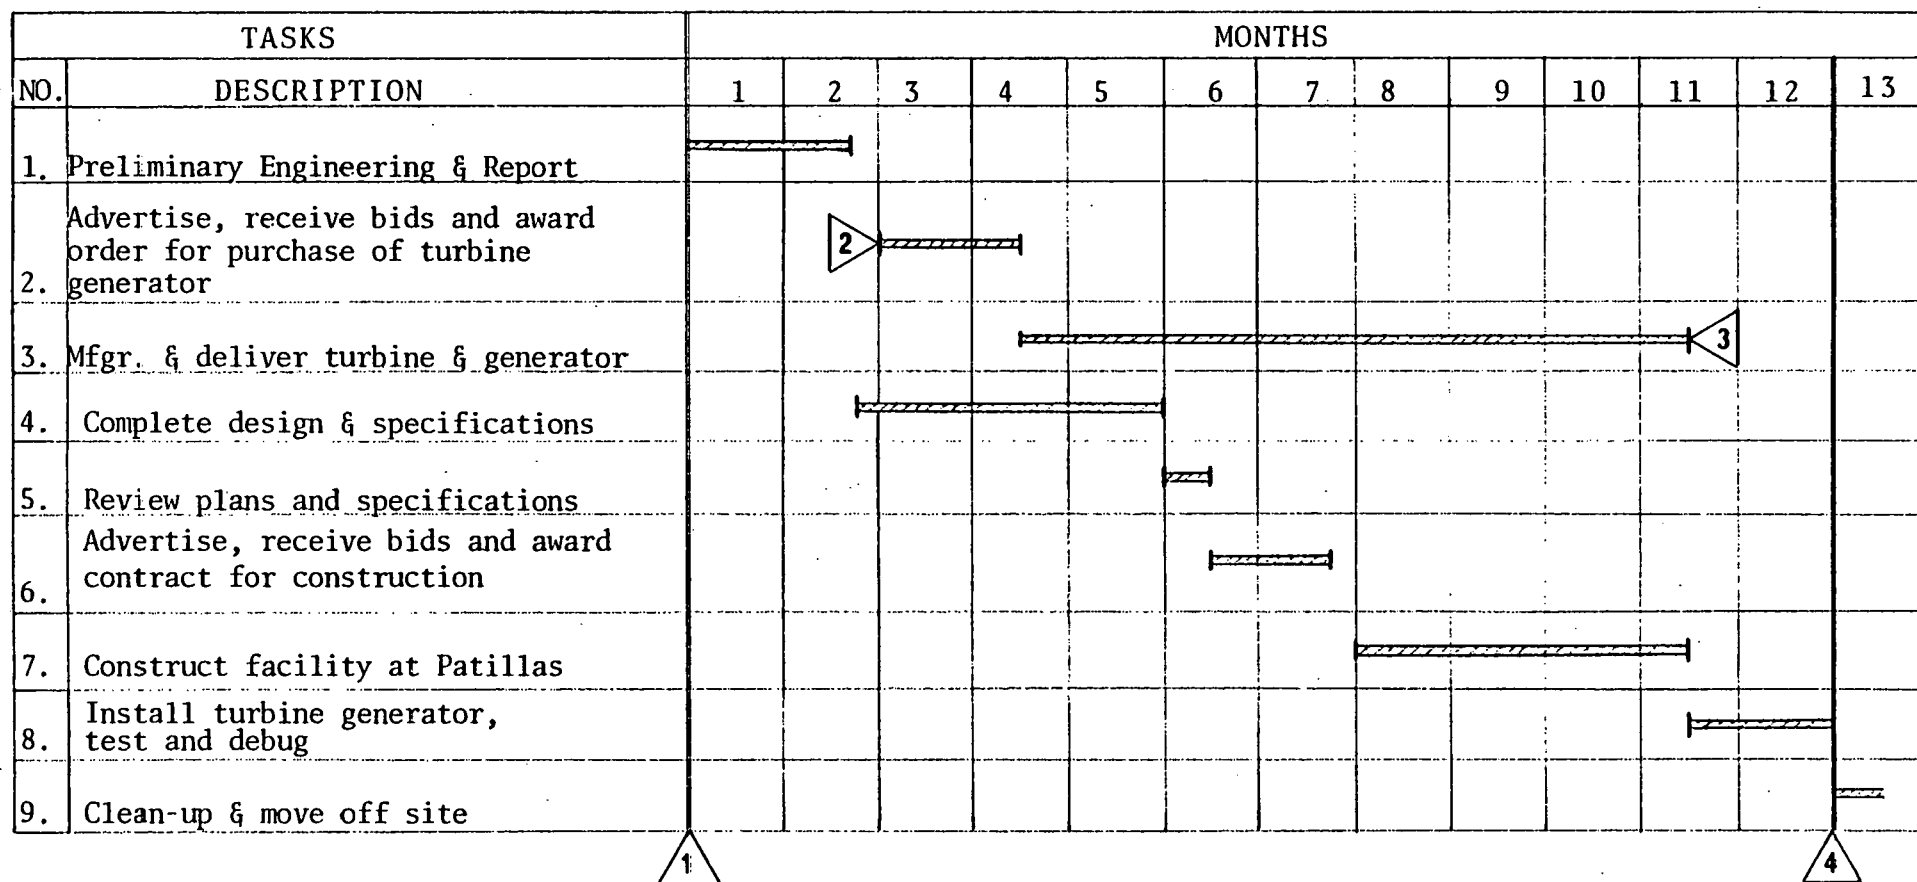 TASKS MONTHS
NO. DESCRIPTION 1 2 3 4 5 6 7 8 9 10 11 12 13
1. Preliminary Engineering & Report
Advertise, receive bids and award
order for purchase of turbine
2. generator
2
3. Mfgr. & deliver turbine & generator
3
4. Complete design & specifications
5. Review plans and specifications
Advertise, receive bids and award
contract for construction
6.
7. Construct facility at Patillas
Install turbine generator,
8. test and debug
9. Clean-up & move off site
1 4